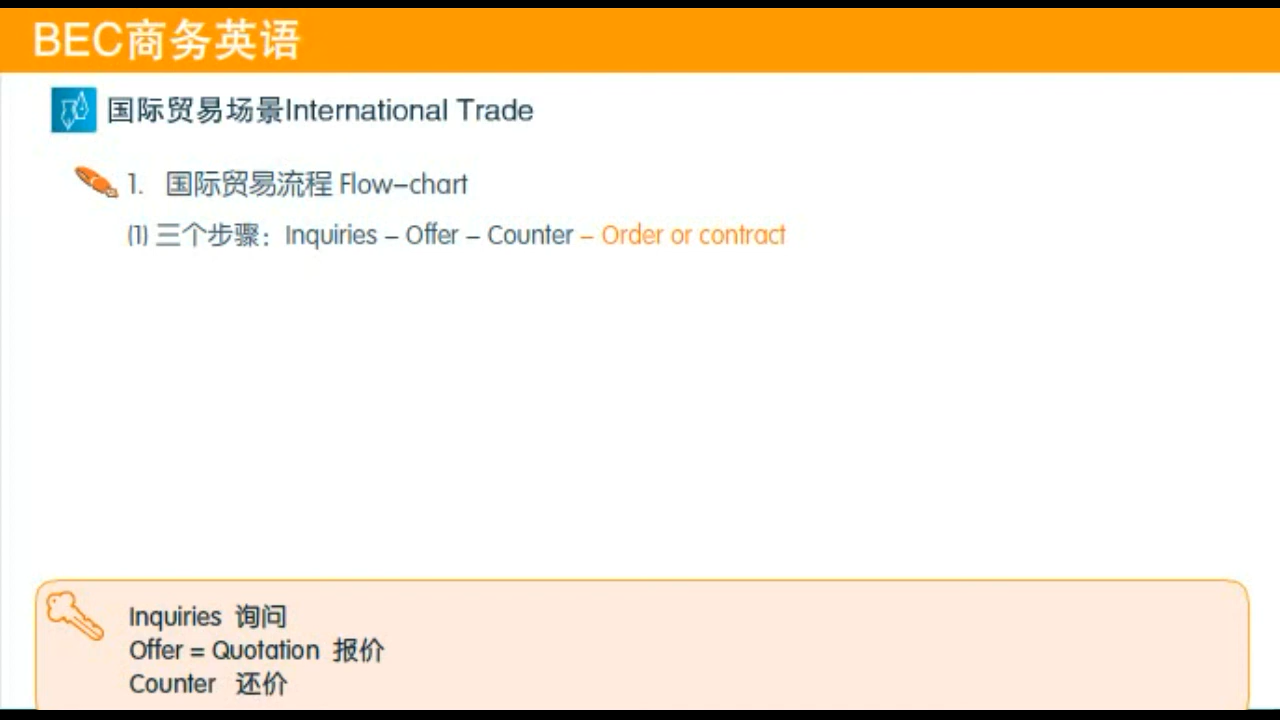 BEC商务英语
国际贸易场景International Trade
1. 国际贸易流程 Flow-chart
(1) 三个步骤：Inquiries – Offer – Counter – Order or contract
Inquiries 询问
Offer = Quotation 报价
Counter 还价